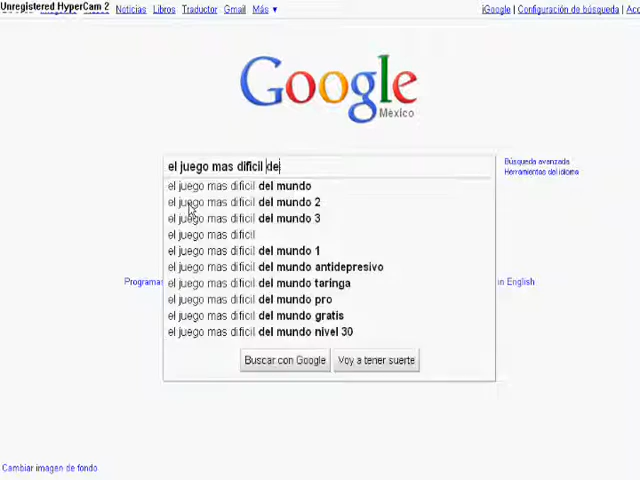 Unregistered HyperCam 2
Noticias Libros Traductor Gmail Más ▼ iGoogle | Configuración de búsqueda |
Google
México
el juego mas dificil de
Búsqueda avanzada
Herramientas del idioma
el juego mas dificil del mundo
el juego mas dificil del mundo 2
el juego mas dificil del mundo 3
el juego mas dificil
el juego mas dificil del mundo 1
el juego mas dificil del mundo antidepresivo
Programas in English
el juego mas dificil del mundo taringa
el juego mas dificil del mundo pro
el juego mas dificil del mundo gratis
el juego mas dificil del mundo nivel 30
Buscar con Google Voy a tener suerte
Cambiar imagen de fondo